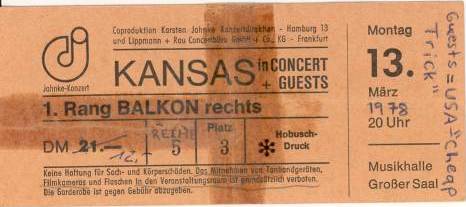 Coproduktion Karsten Jahnke Konzertdirektion - Hamburg 13
und Lippmann + Rau Concertbüro GmbH + Co., KG - Frankfurt
Jahnke-Konzert
KANSAS in CONCERT
+ GUESTS
1. Rang BALKON rechts
DM 21.-
12,-
REIHE
5
Platz
3
* Hobusch-
Druck
Keine Haftung für Sach- und Körperschäden. Das Mitnehmen von Tonbandgeräten,
Filmkameras und Flaschen in den Veranstaltungsraum ist grundsätzlich verboten.
Die Garderobe ist gegen Gebühr abzugeben.
Montag
13.
März
1978
20 Uhr
Musikhalle
Großer Saal
Guests = USA-"Cheap
Trick"